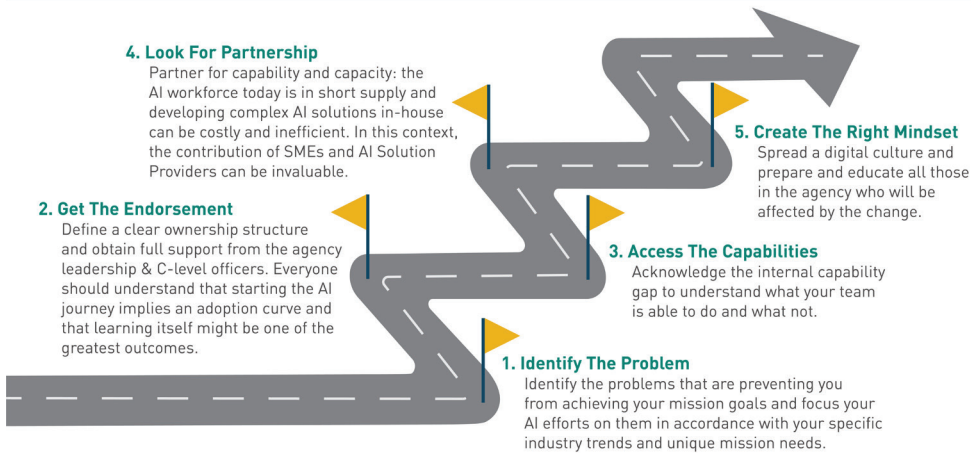 4. Look For Partnership
Partner for capability and capacity: the
AI workforce today is in short supply and
developing complex AI solutions in-house
can be costly and inefficient. In this context,
the contribution of SMEs and AI Solution
Providers can be invaluable.
5. Create The Right Mindset
Spread a digital culture and
prepare and educate all those
in the agency who will be
affected by the change.
2. Get The Endorsement
Define a clear ownership structure
and obtain full support from the agency
leadership & C-level officers. Everyone
should understand that starting the AI
journey implies an adoption curve and
that learning itself might be one of the
greatest outcomes.
3. Access The Capabilities
Acknowledge the internal capability
gap to understand what your team
is able to do and what not.
1. Identify The Problem
Identify the problems that are preventing you
from achieving your mission goals and focus your
AI efforts on them in accordance with your specific
industry trends and unique mission needs.